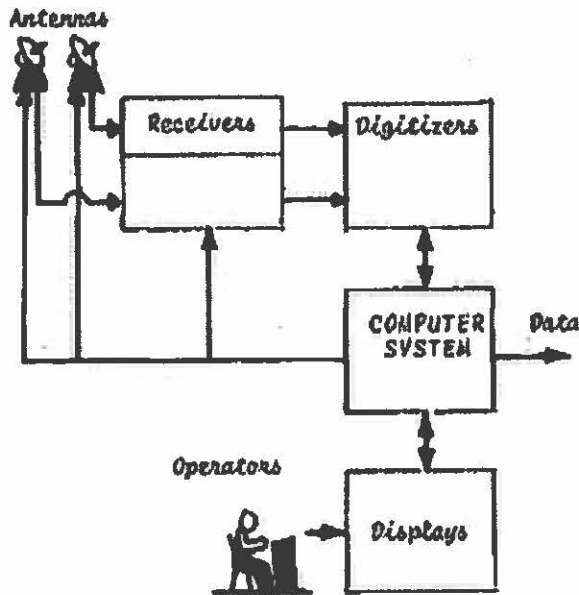 Antennas
Receivers
Digitizers
COMPUTER
SYSTEM
Data
Operators
Displays